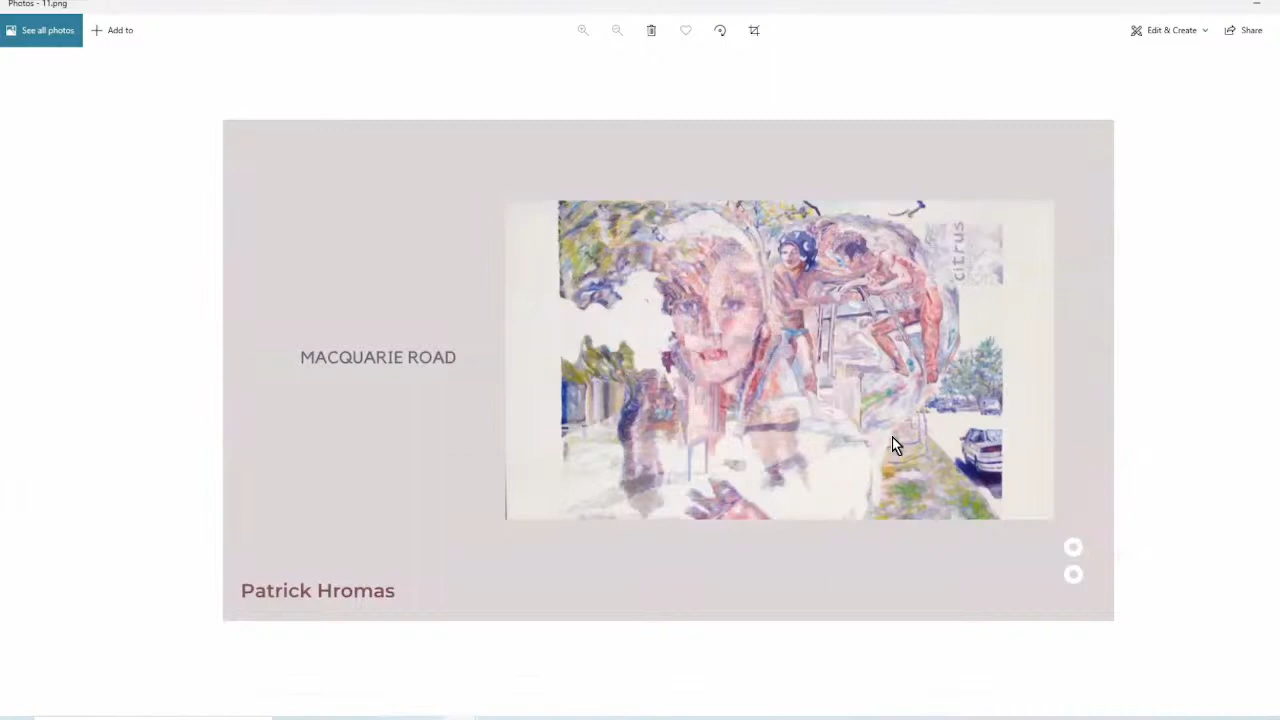 Photos - 11.png
See all photos
Add to
Edit & Create
Share
citrus
MACQUARIE ROAD
Patrick Hromas